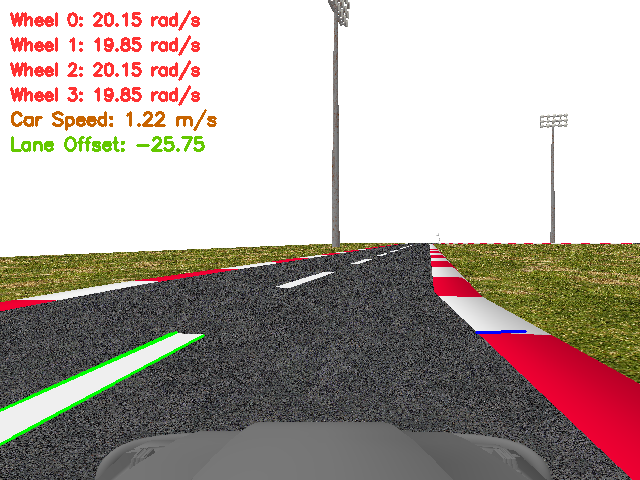 Wheel 0: 20.15 rad/s
Wheel 1: 19.85 rad/s
Wheel 2: 20.15 rad/s
Wheel 3: 19.85 rad/s
Car Speed: 1.22 m/s
Lane Offset: -25.75